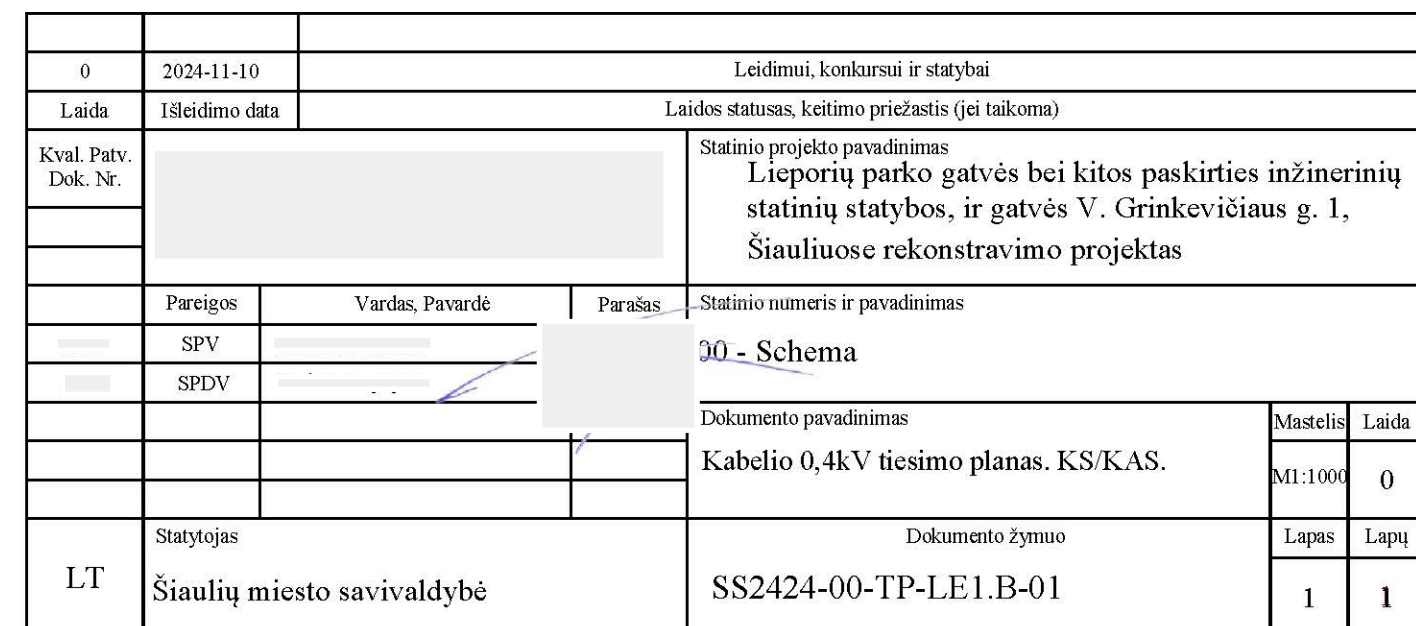 0 2024-11-10 Leidimui, konkursui ir statybai
Laida Išleidimo data Laidos statusas, keitimo priežastis (jei taikoma)
Kval. Patv.
Dok. Nr.
Statinio projekto pavadinimas
Lieporių parko gatvės bei kitos paskirties inžinerinių
statinių statybos, ir gatvės V. Grinkevičiaus g. 1,
Šiauliuose rekonstravimo projektas
Pareigos Vardas, Pavardė Parašas Statinio numeris ir pavadinimas
SPV
00 - Schema
SPDV
Dokumento pavadinimas Mastelis Laida
Kabelio 0,4kV tiesimo planas. KS/KAS.
M1:1000 0
Statytojas Dokumento žymuo Lapas Lapų
LT Šiaulių miesto savivaldybė SS2424-00-TP-LE1.B-01 1 1